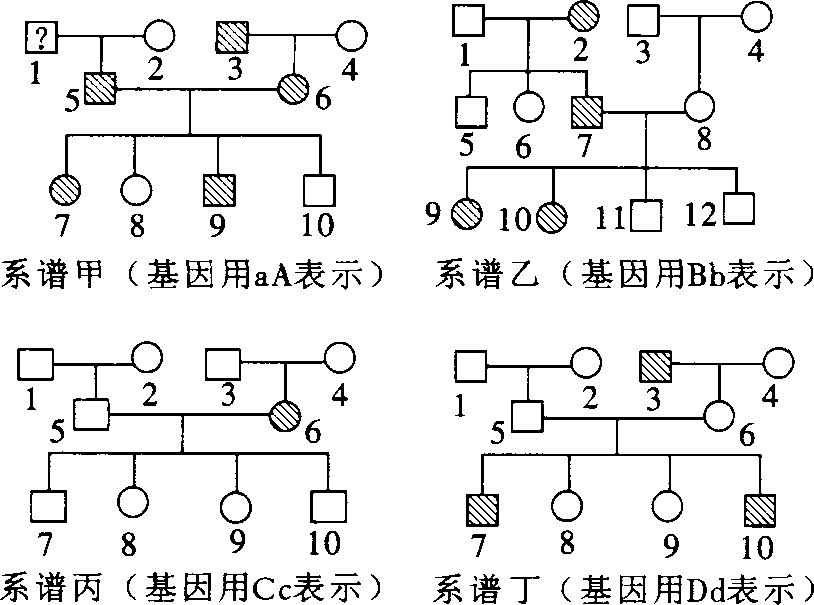 ? 1 2 3 4
5 6
7 8 9 10
系谱甲（基因用aA表示）
1 2 3 4
5 6 7 8
9 10 11 12
系谱乙（基因用Bb表示）
1 2 3 4
5 6
7 8 9 10
系谱丙（基因用Cc表示）
1 2 3 4
5 6
7 8 9 10
系谱丁（基因用Dd表示）